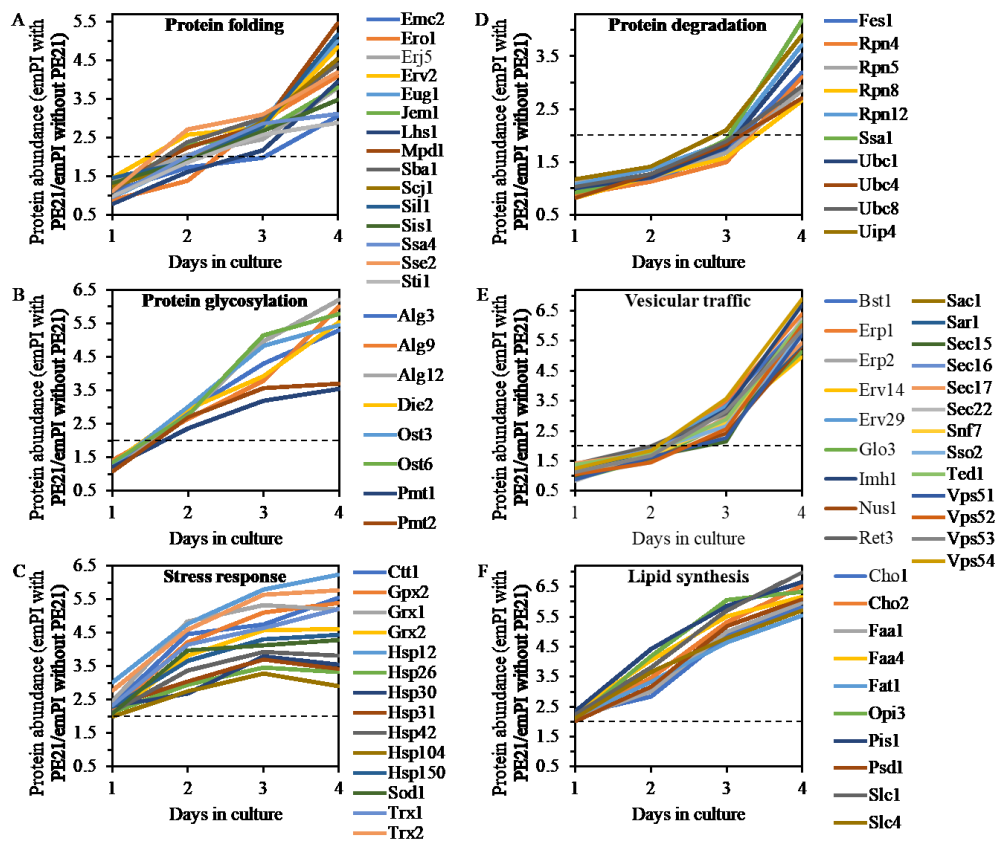 A
Protein folding
Protein abundance (emPI with
PE21/emPI without PE21)
5.5
4.5
3.5
2.5
1.5
0.5
1 2 3 4
Days in culture
Emc2
Ero1
Erj5
Erv2
Eug1
Jem1
Lhs1
Mpd1
Sba1
Scj1
Sil1
Sis1
Ssa4
Sse2
Sti1
B
Protein glycosylation
Protein abundance (emPI with
PE21/emPI without PE21)
6.5
5.5
4.5
3.5
2.5
1.5
0.5
1 2 3 4
Days in culture
Alg3
Alg9
Alg12
Die2
Ost3
Ost6
Pmt1
Pmt2
C
Stress response
Protein abundance (emPI with
PE21/emPI without PE21)
6.5
5.5
4.5
3.5
2.5
1.5
0.5
1 2 3 4
Days in culture
Ctt1
Gpx2
Grx1
Grx2
Hsp12
Hsp26
Hsp30
Hsp31
Hsp42
Hsp104
Hsp150
Sod1
Trx1
Trx2
D
Protein degradation
Protein abundance (emPI with
PE21/emPI without PE21)
3.5
2.5
1.5
0.5
1 2 3 4
Days in culture
Fes1
Rpn4
Rpn5
Rpn8
Rpn12
Ssa1
Ubc1
Ubc4
Ubc8
Uip4
E
Vesicular traffic
Protein abundance (emPI with
PE21/emPI without PE21)
6.5
5.5
4.5
3.5
2.5
1.5
0.5
1 2 3 4
Days in culture
Bst1
Erp1
Erp2
Erv14
Erv29
Glo3
Imh1
Nus1
Ret3
Sac1
Sar1
Sec15
Sec16
Sec17
Sec22
Snf7
Sso2
Ted1
Vps51
Vps52
Vps53
Vps54
F
Lipid synthesis
Protein abundance (emPI with
PE21/emPI without PE21)
6.5
5.5
4.5
3.5
2.5
1.5
0.5
1 2 3 4
Days in culture
Cho1
Cho2
Faa1
Faa4
Fat1
Opi3
Pis1
Psd1
Slc1
Slc4